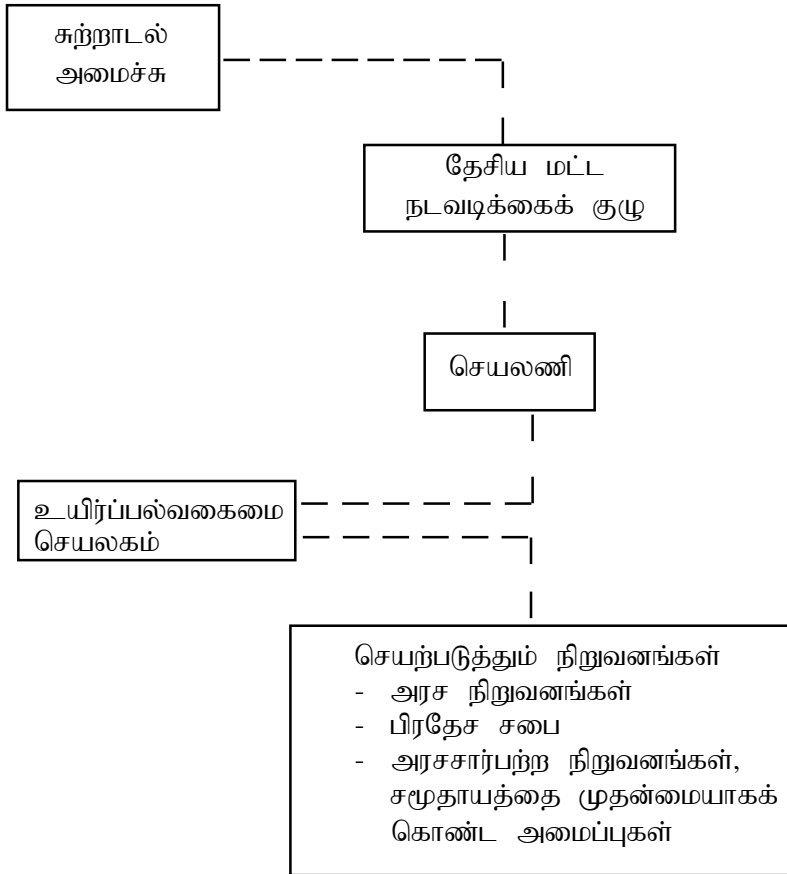 சுற்றாடல்
அமைச்சு
தேசிய மட்ட
நடவடிக்கைக் குழு
செயலணி
உயிர்ப்பல்வகைமை
செயலகம்
செயற்படுத்தும் நிறுவனங்கள்
- அரச நிறுவனங்கள்
- பிரதேச சபை
- அரசசார்பற்ற நிறுவனங்கள்,
சமூதாயத்தை முதன்மையாகக்
கொண்ட அமைப்புகள்